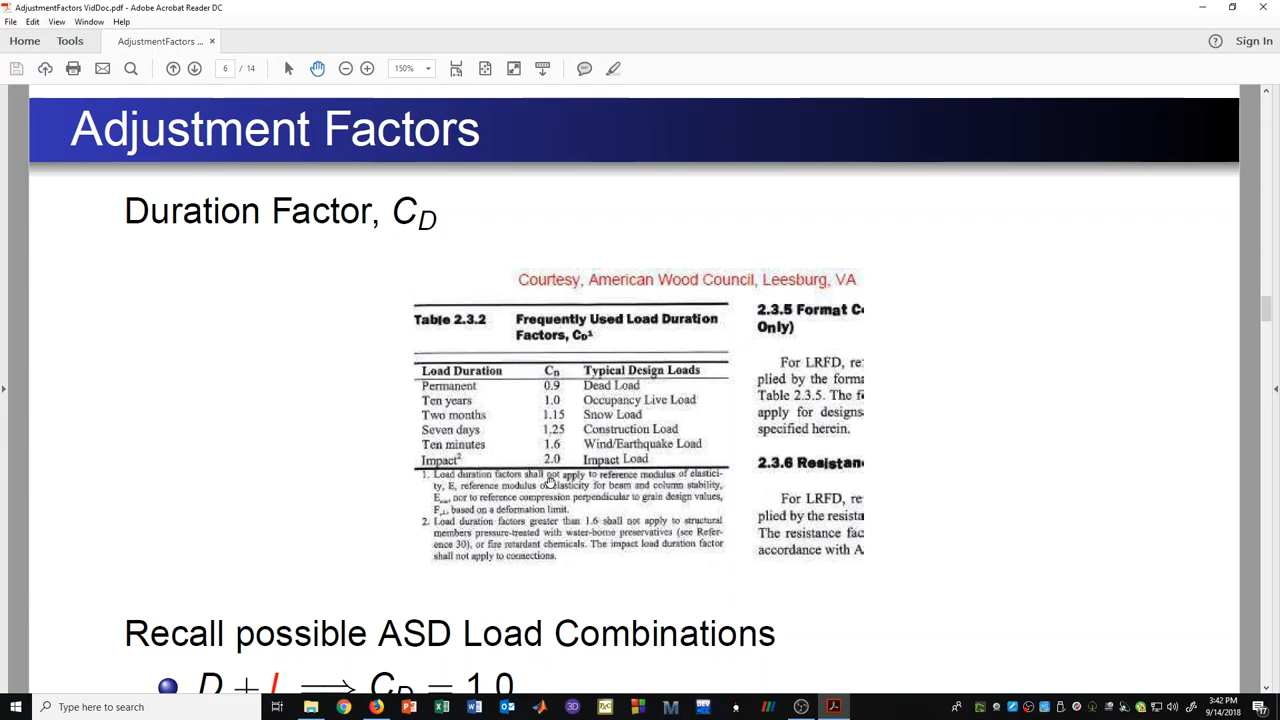 AdjustmentFactors VidDoc.pdf - Adobe Acrobat Reader DC
File Edit View Window Help
Home Tools AdjustmentFactors ... × Sign In
6 / 14 150%
Adjustment Factors
Duration Factor, C_D
Courtesy, American Wood Council, Leesburg, VA
Table 2.3.2 Frequently Used Load Duration
Factors, C_D¹
Load Duration C_D Typical Design Loads
Permanent 0.9 Dead Load
Ten years 1.0 Occupancy Live Load
Two months 1.15 Snow Load
Seven days 1.25 Construction Load
Ten minutes 1.6 Wind/Earthquake Load
Impact² 2.0 Impact Load
1. Load duration factors shall not apply to reference modulus of elastici-
ty, E, reference modulus of elasticity for beam and column stability,
nor to reference compression perpendicular to grain design values,
based on a deformation limit.
2. Load duration factors greater than 1.6 shall not apply to structural
members pressure-treated with water-borne preservatives (see Refer-
ence 30), or fire retardant chemicals. The impact load duration factor
shall not apply to connections.
2.3.5 Format C
Only)
For LRFD, re
plied by the forma
Table 2.3.5. The f
apply for designs
specified herein.
2.3.6 Resistan
For LRFD, re
plied by the resista
The resistance fac
accordance with A
Recall possible ASD Load Combinations
D + L ⟹ C_D = 1.0
Type here to search
3:42 PM
9/14/2018